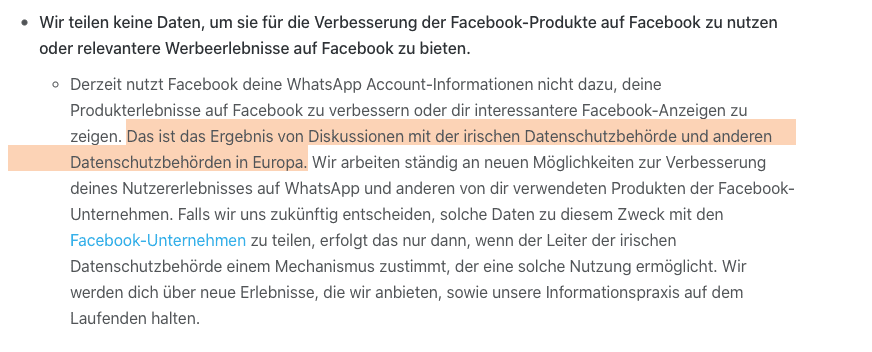 Wir teilen keine Daten, um sie für die Verbesserung der Facebook-Produkte auf Facebook zu nutzen
oder relevantere Werbeerlebnisse auf Facebook zu bieten.
Derzeit nutzt Facebook deine WhatsApp Account-Informationen nicht dazu, deine
Produkterlebnisse auf Facebook zu verbessern oder dir interessantere Facebook-Anzeigen zu
zeigen. Das ist das Ergebnis von Diskussionen mit der irischen Datenschutzbehörde und anderen
Datenschutzbehörden in Europa. Wir arbeiten ständig an neuen Möglichkeiten zur Verbesserung
deines Nutzererlebnisses auf WhatsApp und anderen von dir verwendeten Produkten der Facebook-
Unternehmen. Falls wir uns zukünftig entscheiden, solche Daten zu diesem Zweck mit den
Facebook-Unternehmen zu teilen, erfolgt das nur dann, wenn der Leiter der irischen
Datenschutzbehörde einem Mechanismus zustimmt, der eine solche Nutzung ermöglicht. Wir
werden dich über neue Erlebnisse, die wir anbieten, sowie unsere Informationspraxis auf dem
Laufenden halten.